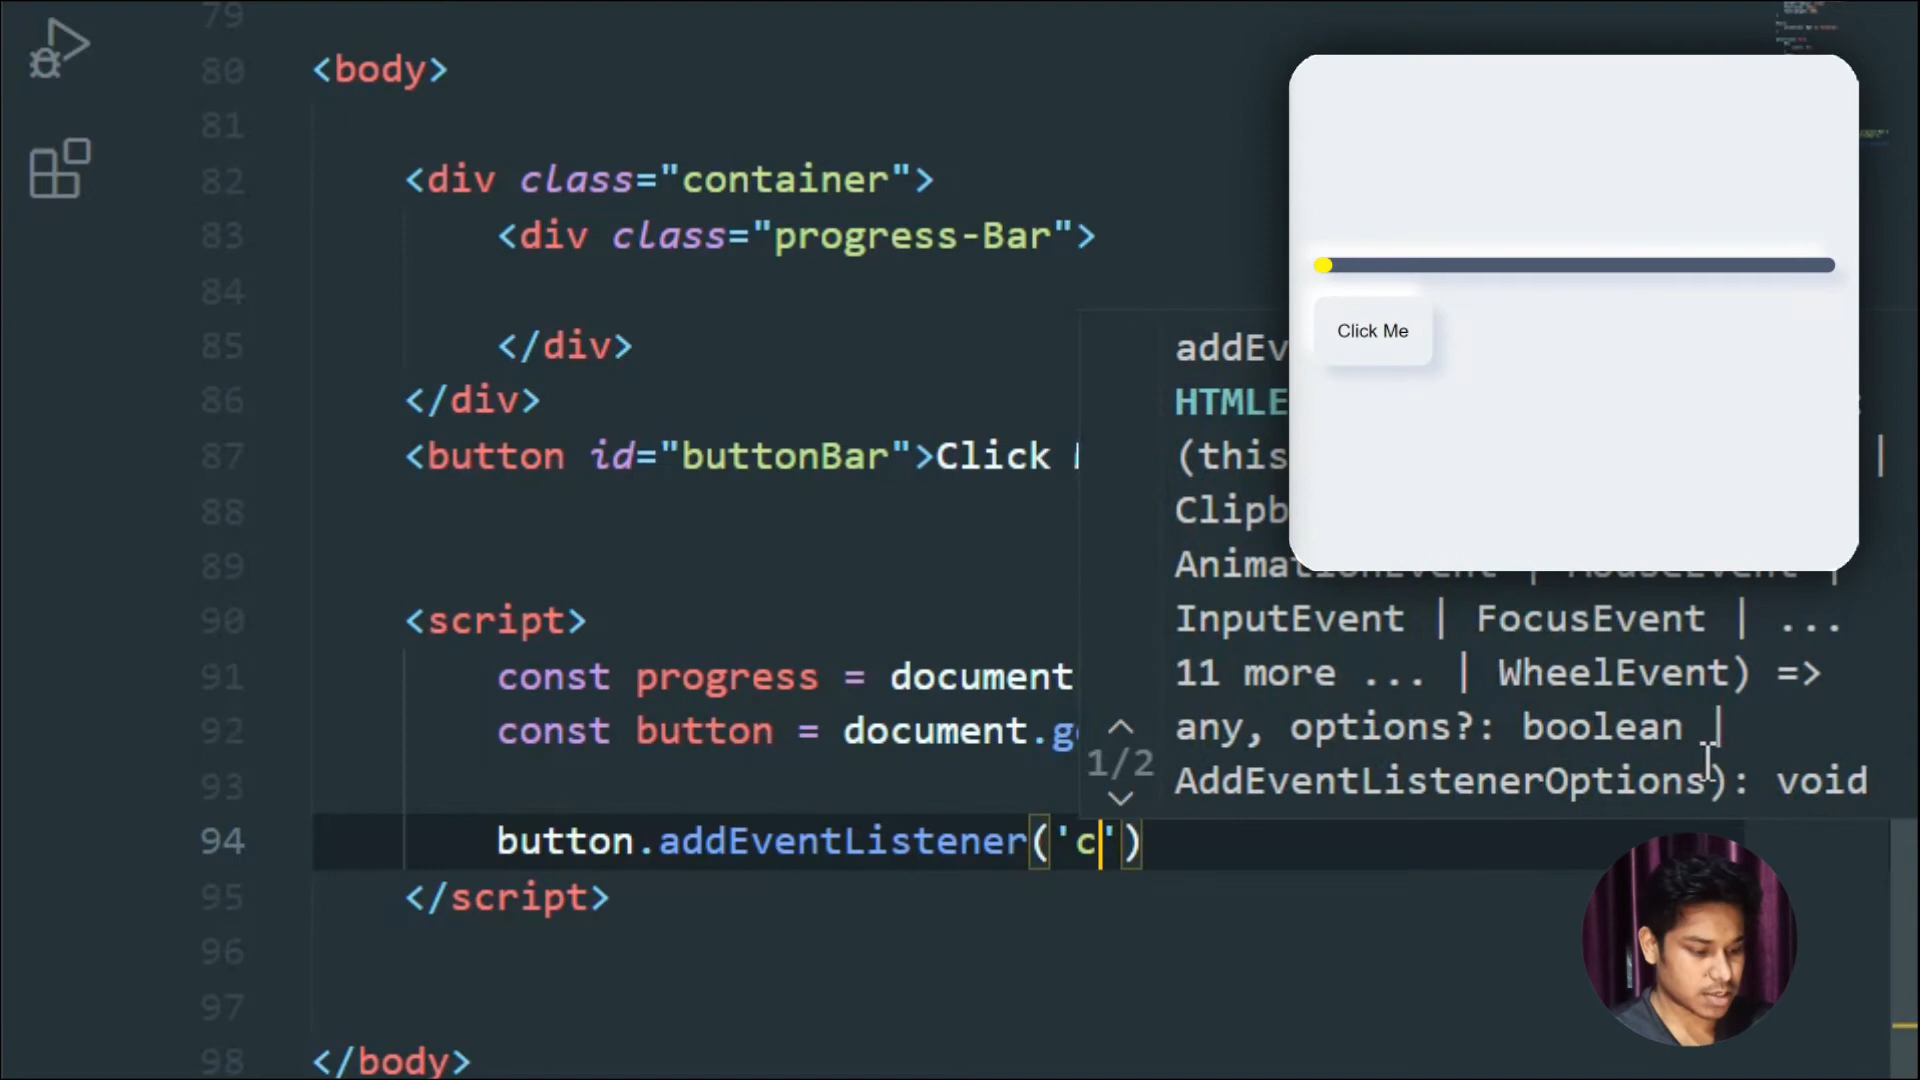 79
80 <body>
81
82 <div class="container">
83 <div class="progress-Bar">
84
85 </div>
86 </div>
87 <button id="buttonBar">Click
88
89
90 <script>
91 const progress = document
92 const button = document.ge
93
94 button.addEventListener('c')
95 </script>
96
97
98 </body>
Click Me
addEv
HTMLE
(this |
Clipb
AnimationEvent | MouseEvent |
InputEvent | FocusEvent | ...
11 more ... | WheelEvent) =>
any, options?: boolean |
AddEventListenerOptions): void
1/2